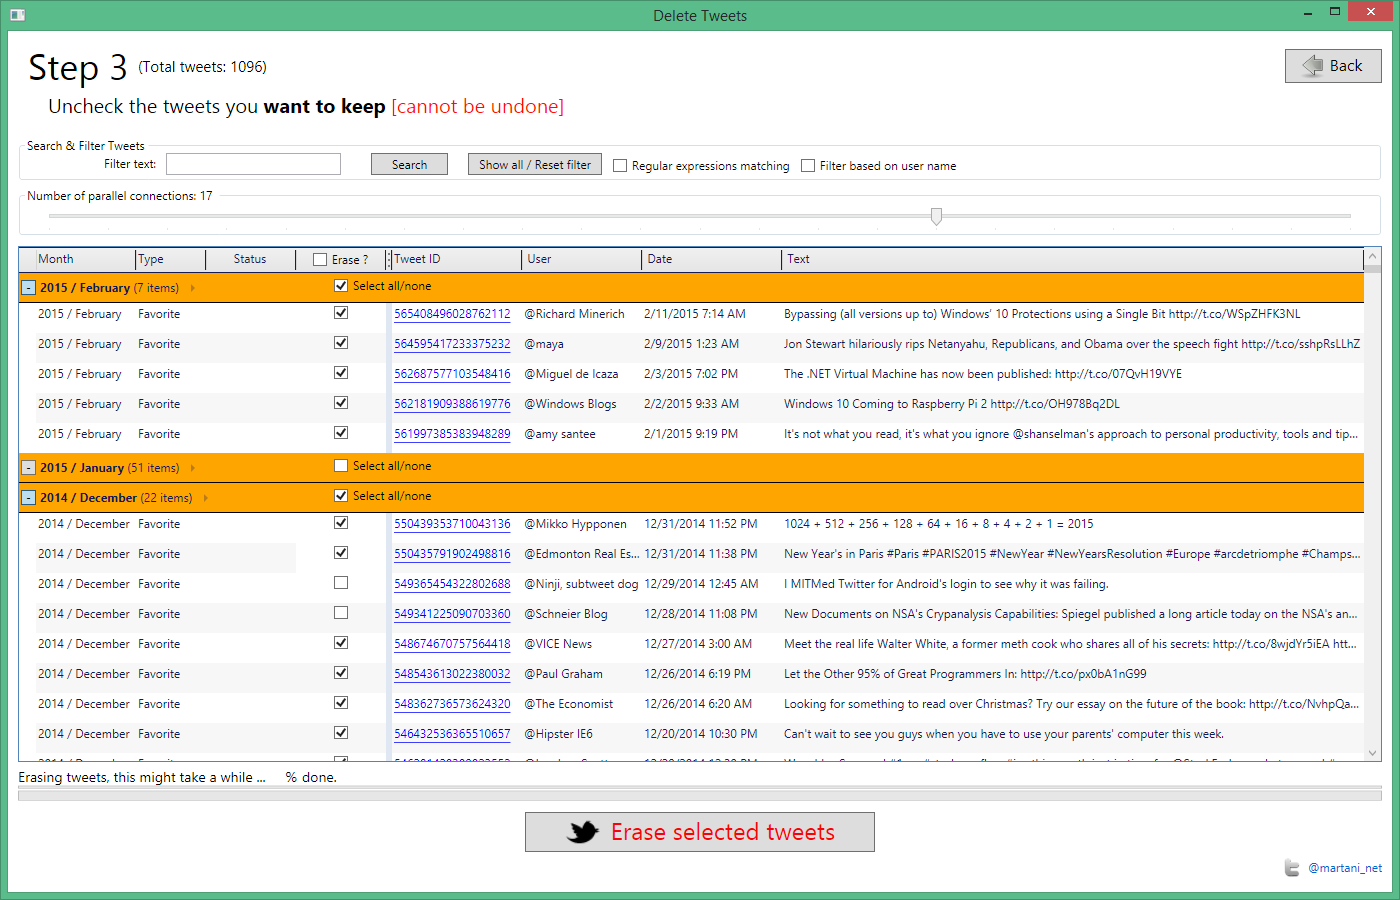 Delete Tweets
Step 3 (Total tweets: 1096)
Back
Uncheck the tweets you want to keep [cannot be undone]
Search & Filter Tweets
Filter text: Search Show all / Reset filter Regular expressions matching Filter based on user name
Number of parallel connections: 17
Month Type Status Erase ? Tweet ID User Date Text
- 2015 / February (7 items) Select all/none
2015 / February Favorite 565408496028762112 @Richard Minerich 2/11/2015 7:14 AM Bypassing (all versions up to) Windows' 10 Protections using a Single Bit http://t.co/WSpZHFK3NL
2015 / February Favorite 564595417233375232 @maya 2/9/2015 1:23 AM Jon Stewart hilariously rips Netanyahu, Republicans, and Obama over the speech fight http://t.co/sshpRsLLhZ
2015 / February Favorite 562687577103548416 @Miguel de Icaza 2/3/2015 7:02 PM The .NET Virtual Machine has now been published: http://t.co/07QvH19VYE
2015 / February Favorite 562181909388619776 @Windows Blogs 2/2/2015 9:33 AM Windows 10 Coming to Raspberry Pi 2 http://t.co/OH978Bq2DL
2015 / February Favorite 561997385383948289 @amy santee 2/1/2015 9:19 PM It's not what you read, it's what you ignore @shanselman's approach to personal productivity, tools and tip...
- 2015 / January (51 items) Select all/none
- 2014 / December (22 items) Select all/none
2014 / December Favorite 550439353710043136 @Mikko Hypponen 12/31/2014 11:52 PM 1024 + 512 + 256 + 128 + 64 + 16 + 8 + 4 + 2 + 1 = 2015
2014 / December Favorite 550435791902498816 @Edmonton Real Es... 12/31/2014 11:38 PM New Year's in Paris #Paris #PARIS2015 #NewYear #NewYearsResolution #Europe #arcdetriomphe #Champs...
2014 / December Favorite 549365454322802688 @Ninji, subtweet dog 12/29/2014 12:45 AM I MITMed Twitter for Android's login to see why it was failing.
2014 / December Favorite 549341225090703360 @Schneier Blog 12/28/2014 11:08 PM New Documents on NSA's Crypanalysis Capabilities: Spiegel published a long article today on the NSA's an...
2014 / December Favorite 548674670757564418 @VICE News 12/27/2014 3:00 AM Meet the real life Walter White, a former meth cook who shares all of his secrets: http://t.co/8wjdYr5iEA htt...
2014 / December Favorite 548543613022380032 @Paul Graham 12/26/2014 6:19 PM Let the Other 95% of Great Programmers In: http://t.co/px0bA1nG99
2014 / December Favorite 548362736573624320 @The Economist 12/26/2014 6:20 AM Looking for something to read over Christmas? Try our essay on the future of the book: http://t.co/NvhpQa...
2014 / December Favorite 546432536365510657 @Hipster IE6 12/20/2014 10:30 PM Can't wait to see you guys when you have to use your parents' computer this week.
Erasing tweets, this might take a while ... % done.
Erase selected tweets
@martani_net